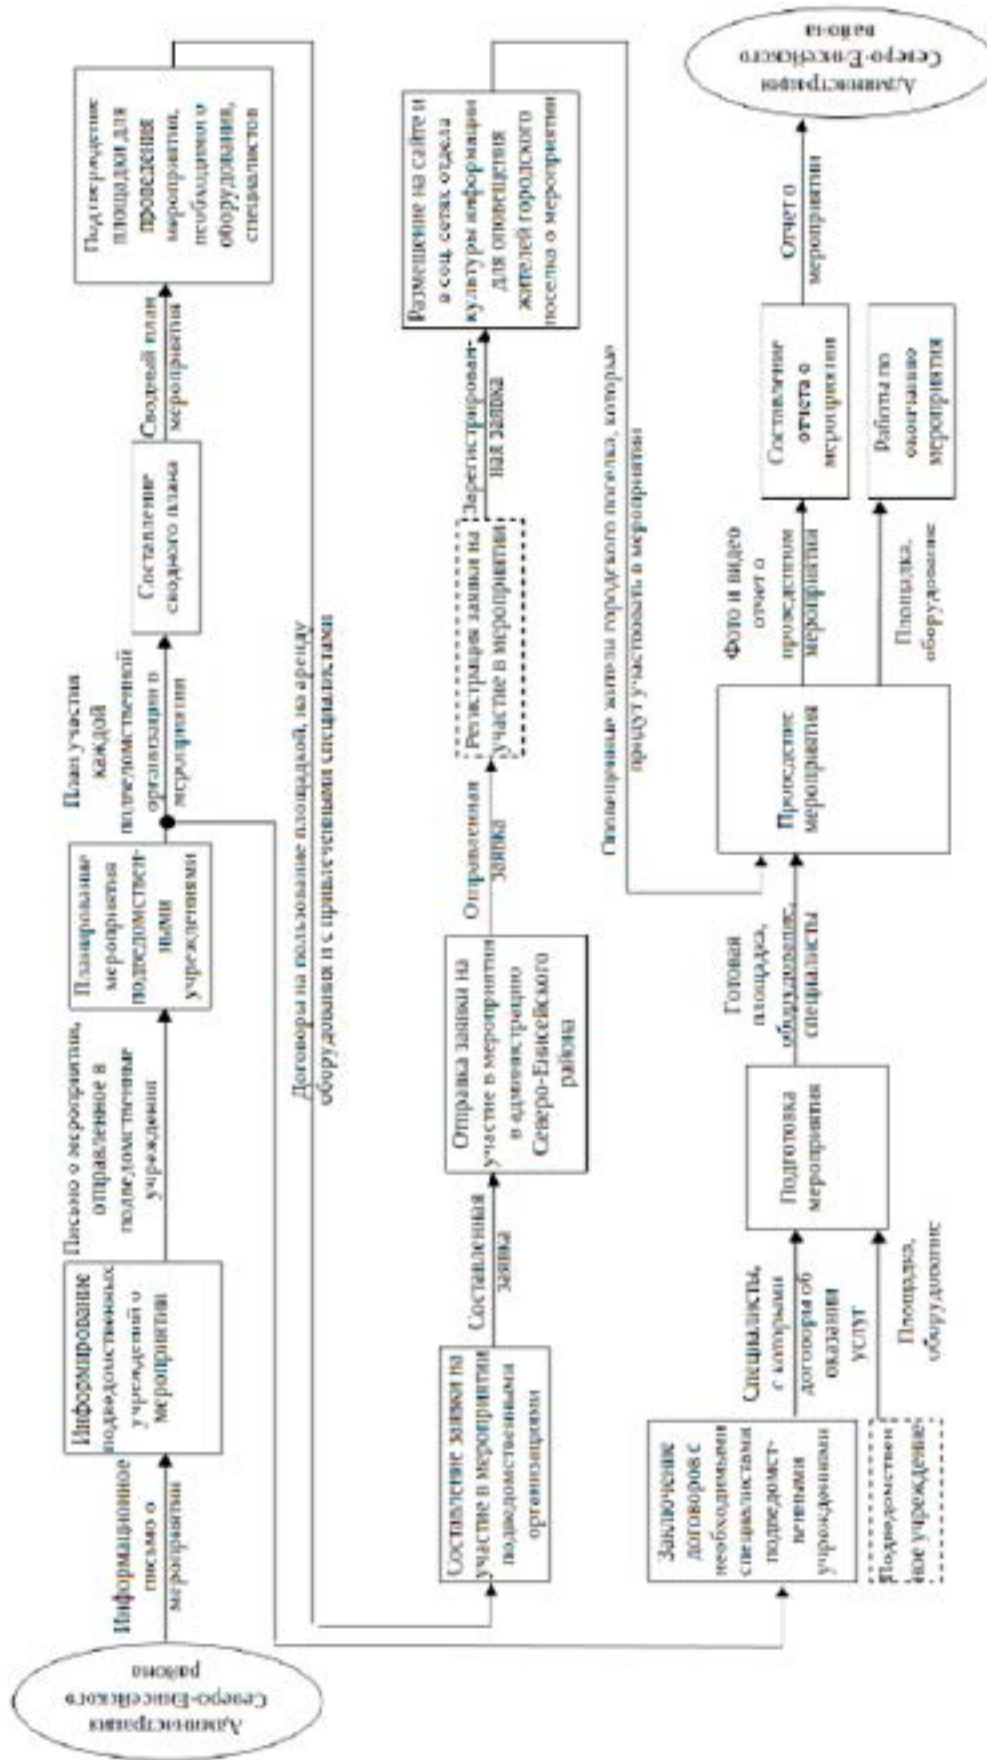 Администрация
Северо-Енисейского
района
Информационное
письмо о
мероприятии
Информирование
подведомственных
учреждений о
мероприятии
Письмо о мероприятии,
отправленное в
подведомственные
учреждения
Планирование
мероприятия
подведомствен-
ными
учреждениями
План участия
каждой
подведомственной
организации в
мероприятии
Составление
сводного плана
Сводный план
мероприятия
Подтверждение
площадки для
проведения
мероприятия,
необходимого
оборудования,
специалистов
Договоры на пользование площадкой, на аренду
оборудования и с привлеченными специалистами
Составление заявки на
участие в мероприятии
подведомственными
организациями
Составленная
заявка
Отправка заявки на
участие в мероприятии
в администрацию
Северо-Енисейского
района
Отправленная
заявка
Регистрация заявки на
участие в мероприятии
Зарегистрирован-
ная заявка
Размещение на сайте и
в соц. сетях отдела
культуры информации
для оповещения
жителей городского
поселка о мероприятии
Оповещенные жители городского поселка, которые
придут участвовать в мероприятии
Заключение
договоров с
необходимыми
специалистами
подведомст-
венными
учреждениями
Подведомствен
ное учреждение
Специалисты,
с которыми
договоры об
оказании
услуг
Площадка,
оборудование
Подготовка
мероприятия
Готовая
площадка,
оборудование,
специалисты
Проведение
мероприятия
Фото и видео
отчет о
проведенном
мероприятии
Площадка,
оборудование
Составление
отчета о
мероприятии
Работы по
окончанию
мероприятия
Отчет о
мероприятии
Администрация
Северо-Енисейского
района